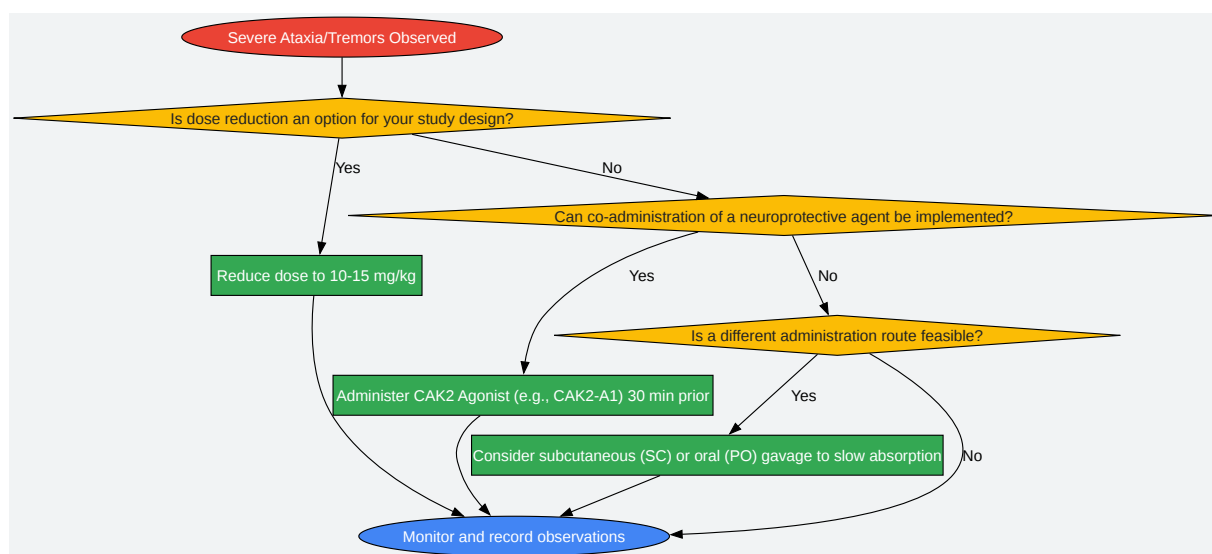 Severe Ataxia/Tremors Observed
Is dose reduction an option for your study design?
Yes
No
Can co-administration of a neuroprotective agent be implemented?
Reduce dose to 10-15 mg/kg
Yes
No
Is a different administration route feasible?
Administer CAK2 Agonist (e.g., CAK2-A1) 30 min prior
Yes
Consider subcutaneous (SC) or oral (PO) gavage to slow absorption
No
Monitor and record observations